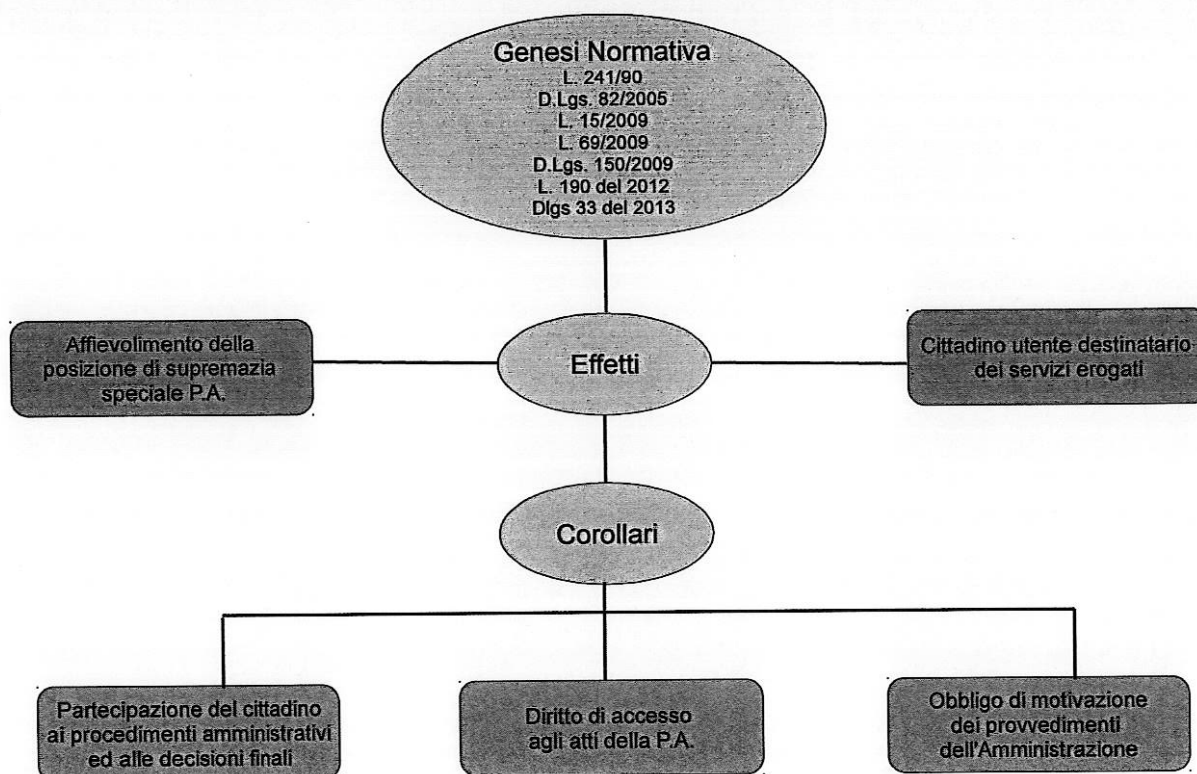 Genesi Normativa
L. 241/90
D.Lgs. 82/2005
L. 15/2009
L. 69/2009
D.Lgs. 150/2009
L. 190 del 2012
Dlgs 33 del 2013
Affievolimento della
posizione di supremazia
speciale P.A.
Effetti
Cittadino utente destinatario
dei servizi erogati
Corollari
Partecipazione del cittadino
ai procedimenti amministrativi
ed alle decisioni finali
Diritto di accesso
agli atti della P.A.
Obbligo di motivazione
dei provvedimenti
dell'Amministrazione